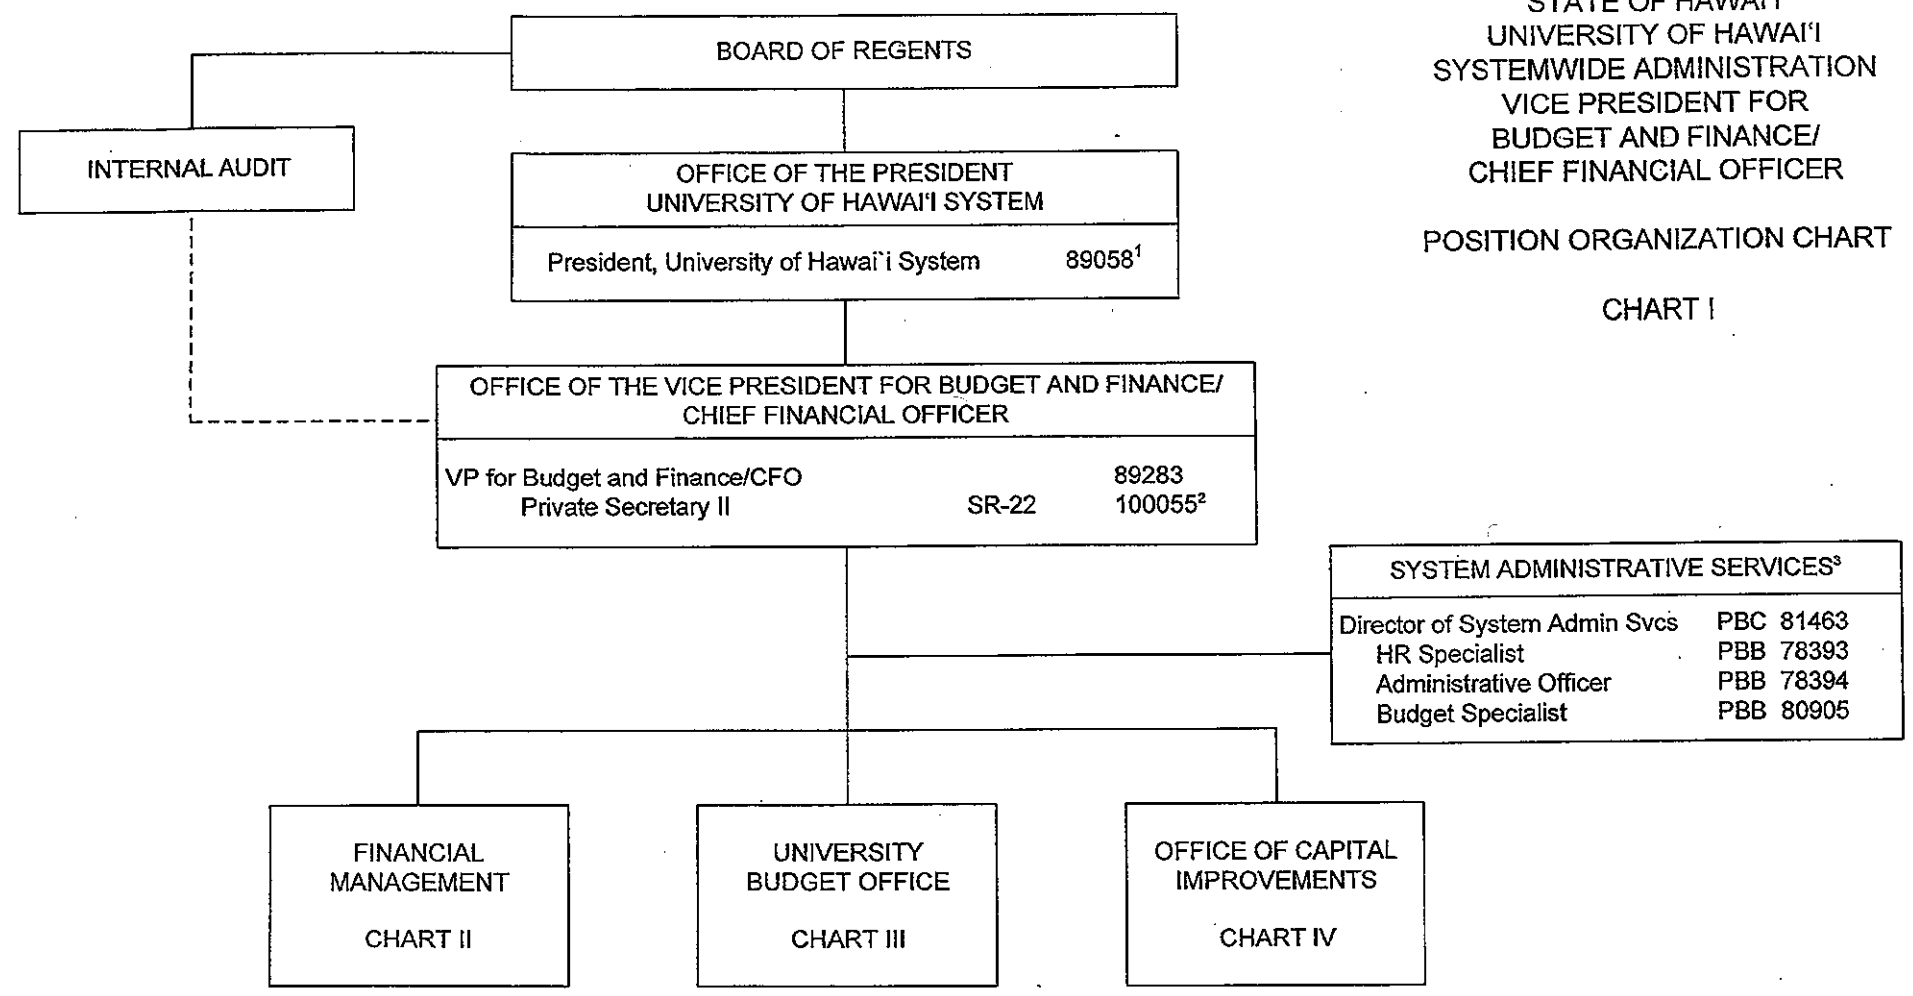 STATE OF HAWAI'I
UNIVERSITY OF HAWAI'I
SYSTEMWIDE ADMINISTRATION
VICE PRESIDENT FOR
BUDGET AND FINANCE/
CHIEF FINANCIAL OFFICER
POSITION ORGANIZATION CHART
CHART I
BOARD OF REGENTS
INTERNAL AUDIT
OFFICE OF THE PRESIDENT
UNIVERSITY OF HAWAI'I SYSTEM
President, University of Hawai`i System 89058¹
OFFICE OF THE VICE PRESIDENT FOR BUDGET AND FINANCE/
CHIEF FINANCIAL OFFICER
VP for Budget and Finance/CFO 89283
Private Secretary II SR-22 100055²
SYSTEM ADMINISTRATIVE SERVICES³
Director of System Admin Svcs PBC 81463
HR Specialist PBB 78393
Administrative Officer PBB 78394
Budget Specialist PBB 80905
FINANCIAL
MANAGEMENT
CHART II
UNIVERSITY
BUDGET OFFICE
CHART III
OFFICE OF CAPITAL
IMPROVEMENTS
CHART IV